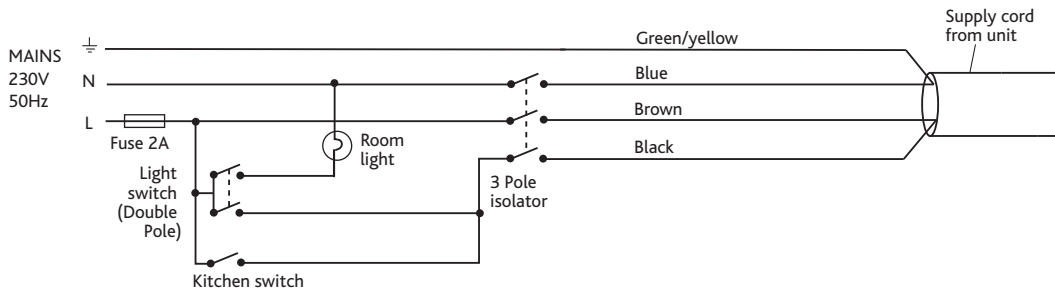 Supply cord
from unit
Green/yellow
MAINS
230V
50Hz
N
Blue
L
Brown
Fuse 2A
Room
light
Black
Light
switch
(Double
Pole)
3 Pole
isolator
Kitchen switch